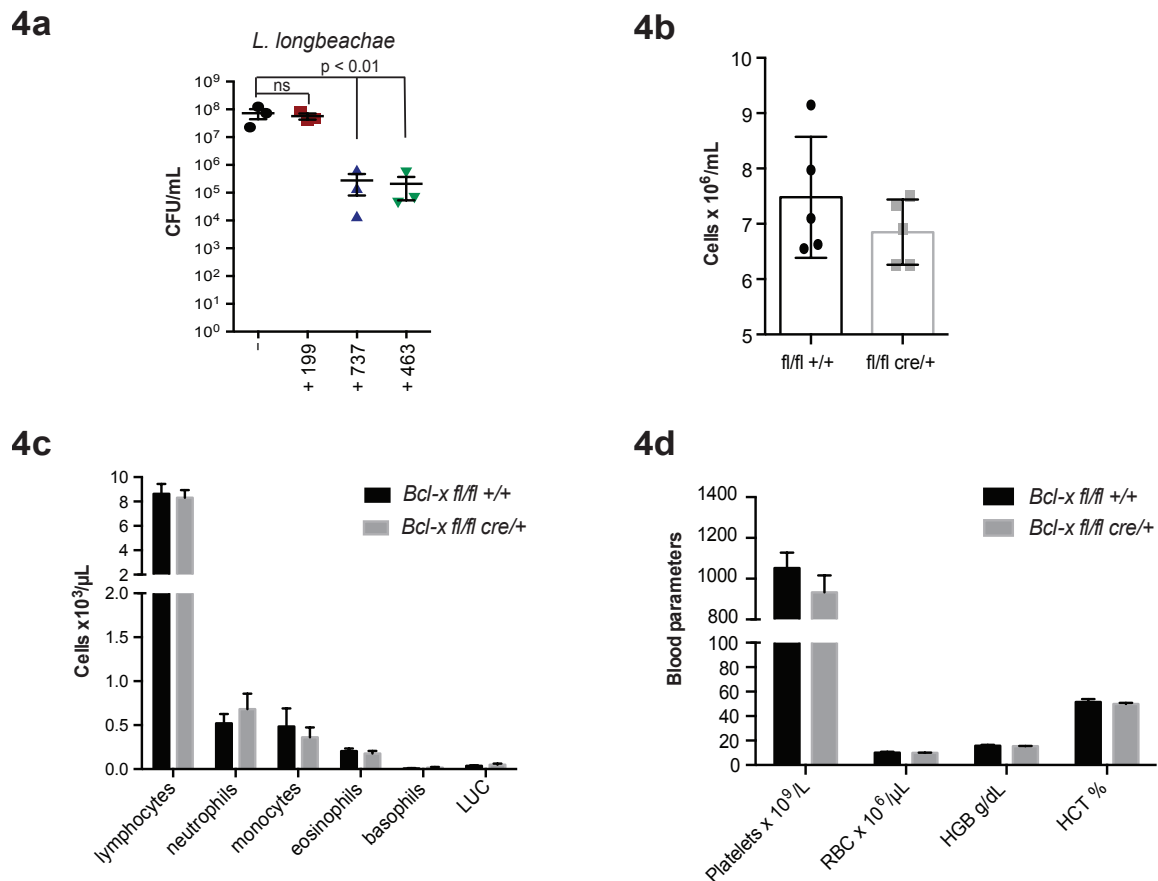 4a
L. longbeachae
p < 0.01
ns
CFU/mL
10⁹
10⁸
10⁷
10⁶
10⁵
10⁴
10³
10²
10¹
10⁰
–
+ 199
+ 737
+ 463
4b
Cells x 10⁶/mL
10
9
8
7
6
5
fl/fl +/+
fl/fl cre/+
4c
Cells x10³/µL
10
8
6
4
2
2.0
1.5
1.0
0.5
0.0
Bcl-x fl/fl +/+
Bcl-x fl/fl cre/+
lymphocytes
neutrophils
monocytes
eosinophils
basophils
LUC
4d
Blood parameters
1400
1200
1000
800
600
100
80
60
40
20
0
Bcl-x fl/fl +/+
Bcl-x fl/fl cre/+
Platelets x 10⁹/L
RBC x 10⁶/µL
HGB g/dL
HCT %